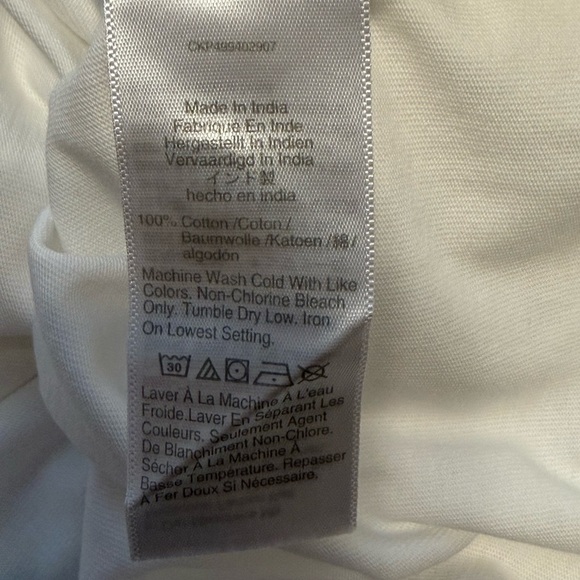 CKP499402907
Made In India
Fabriqué En Inde
Hergestellt In Indien
Vervaardigd In India
インド製
hecho en india
100% Cotton /Coton /
Baumwolle /Katoen /綿/
algodón
Machine Wash Cold With Like
Colors. Non-Chlorine Bleach
Only. Tumble Dry Low. Iron
On Lowest Setting.
30
Laver À La Machine À L'eau
Froide.Laver En Séparant Les
Couleurs. Seulement Agent
De Blanchiment Non-Chlore.
Sécher À La Machine À
Basse Température. Repasser
À Fer Doux Si Nécessaire.